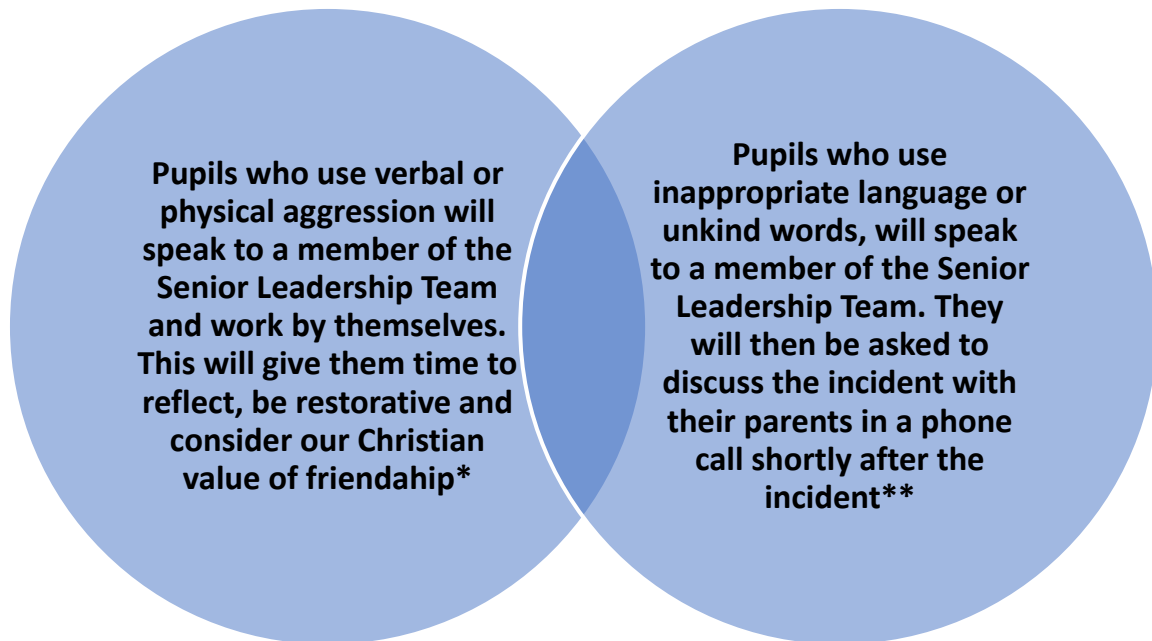 Pupils who use verbal or
physical aggression will
speak to a member of the
Senior Leadership Team
and work by themselves.
This will give them time to
reflect, be restorative and
consider our Christian
value of friendahip*
Pupils who use
inappropriate language or
unkind words, will speak
to a member of the Senior
Leadership Team. They
will then be asked to
discuss the incident with
their parents in a phone
call shortly after the
incident**